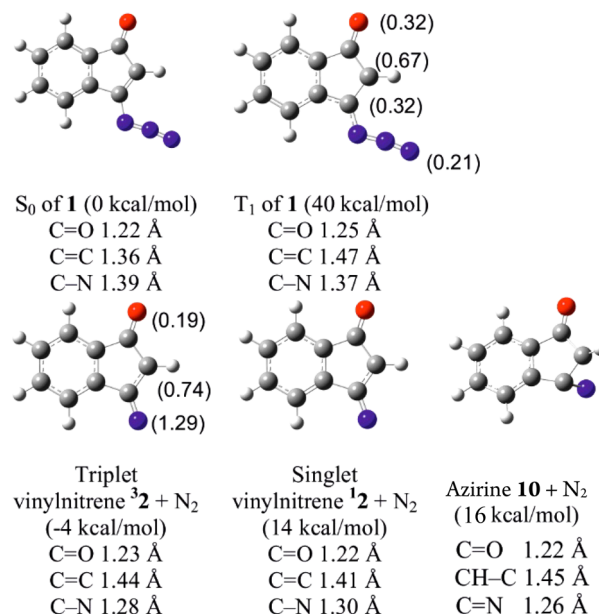 (0.32)
(0.67)
(0.32)
(0.21)
S₀ of 1 (0 kcal/mol)
C=O 1.22 Å
C=C 1.36 Å
C–N 1.39 Å
T₁ of 1 (40 kcal/mol)
C=O 1.25 Å
C=C 1.47 Å
C–N 1.37 Å
(0.19)
(0.74)
(1.29)
Triplet
vinylnitrene ³2 + N₂
(-4 kcal/mol)
C=O 1.23 Å
C=C 1.44 Å
C–N 1.28 Å
Singlet
vinylnitrene ¹2 + N₂
(14 kcal/mol)
C=O 1.22 Å
C=C 1.41 Å
C–N 1.30 Å
Azirine 10 + N₂
(16 kcal/mol)
C=O 1.22 Å
CH–C 1.45 Å
C=N 1.26 Å